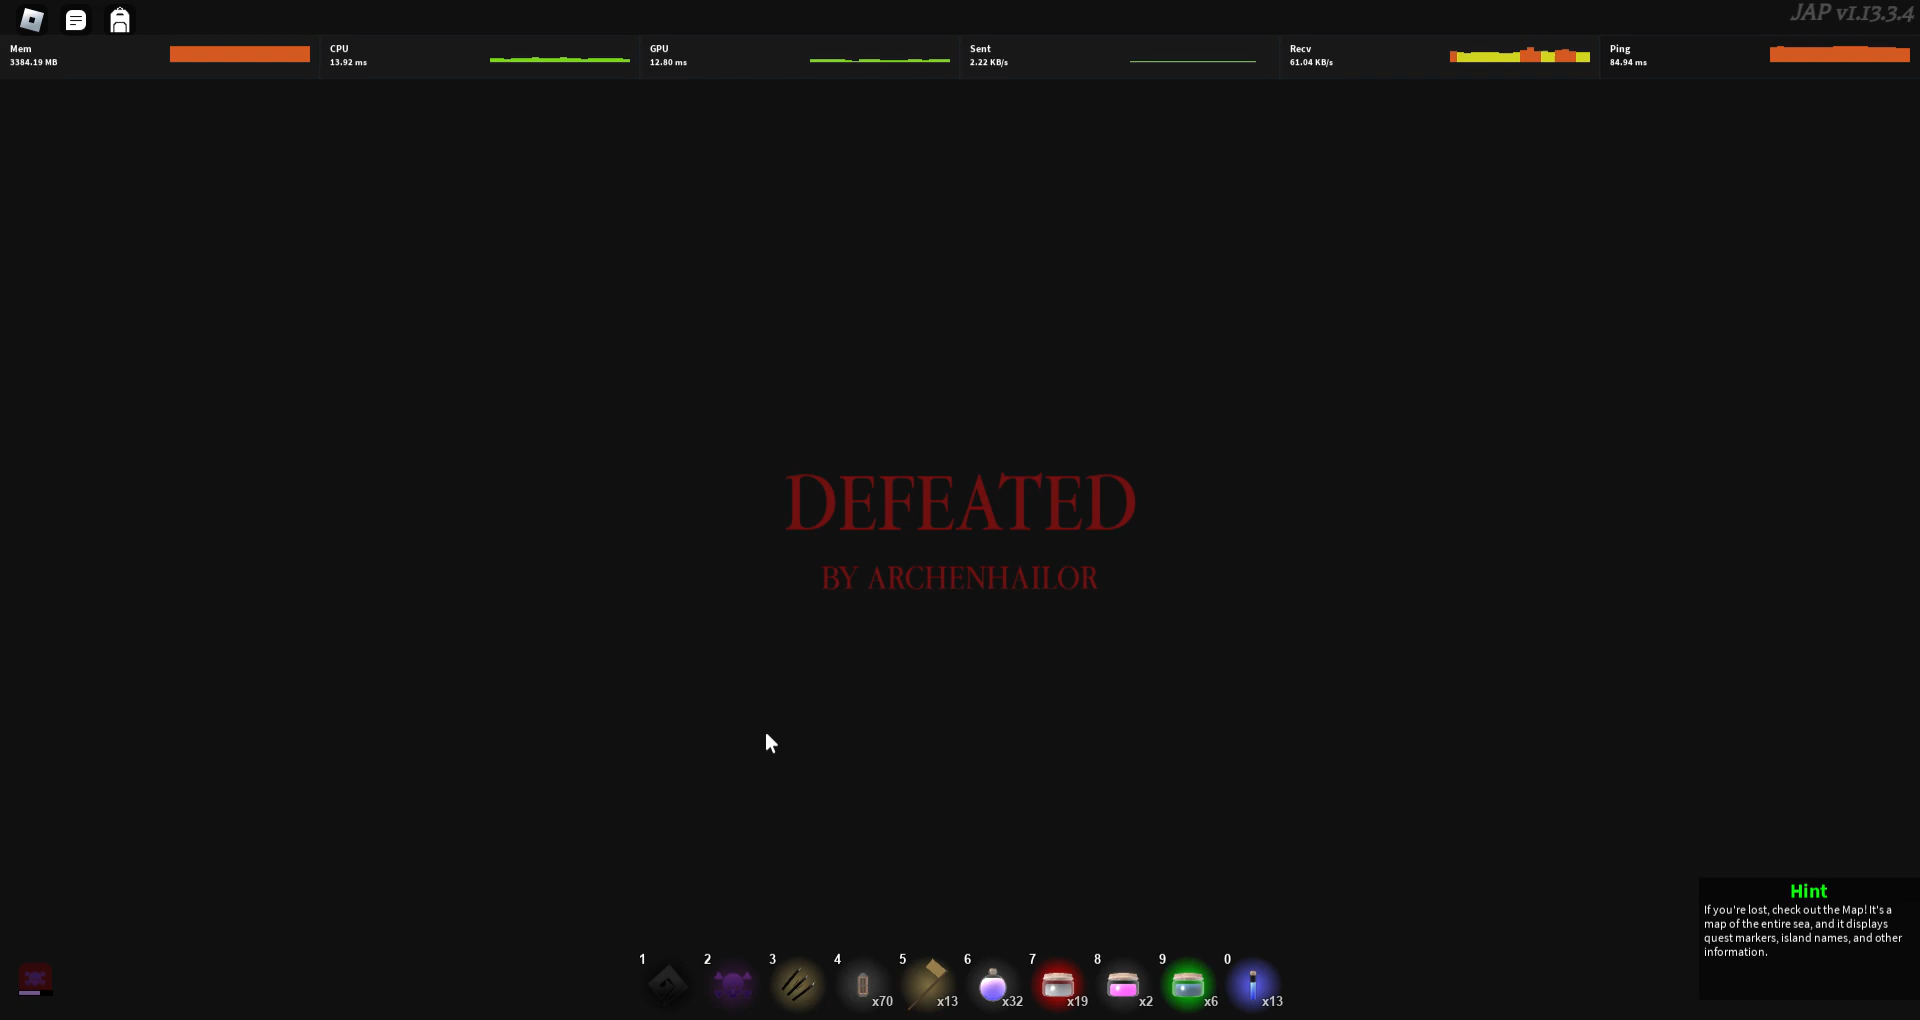 JAP v1.13.3.4
Mem
3384.19 MB
CPU
13.92 ms
GPU
12.80 ms
Sent
2.22 KB/s
Recv
61.04 KB/s
Ping
84.94 ms
DEFEATED
BY ARCHENHAILOR
Hint
If you're lost, check out the Map! It's a
map of the entire sea, and it displays
quest markers, island names, and other
information.
1 2 3 4 5 6 7 8 9 0
x70 x13 x32 x19 x2 x6 x13